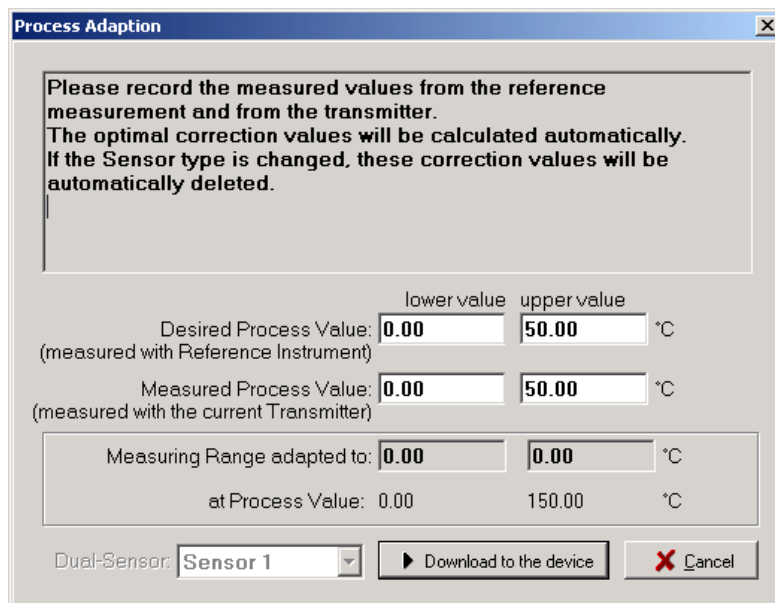 Process Adaption
Please record the measured values from the reference
measurement and from the transmitter.
The optimal correction values will be calculated automatically.
If the Sensor type is changed, these correction values will be
automatically deleted.
lower value upper value
Desired Process Value: 0.00 50.00 °C
(measured with Reference Instrument)
Measured Process Value: 0.00 50.00 °C
(measured with the current Transmitter)
Measuring Range adapted to: 0.00 0.00 °C
at Process Value: 0.00 150.00 °C
Dual-Sensor: Sensor 1 Download to the device Cancel